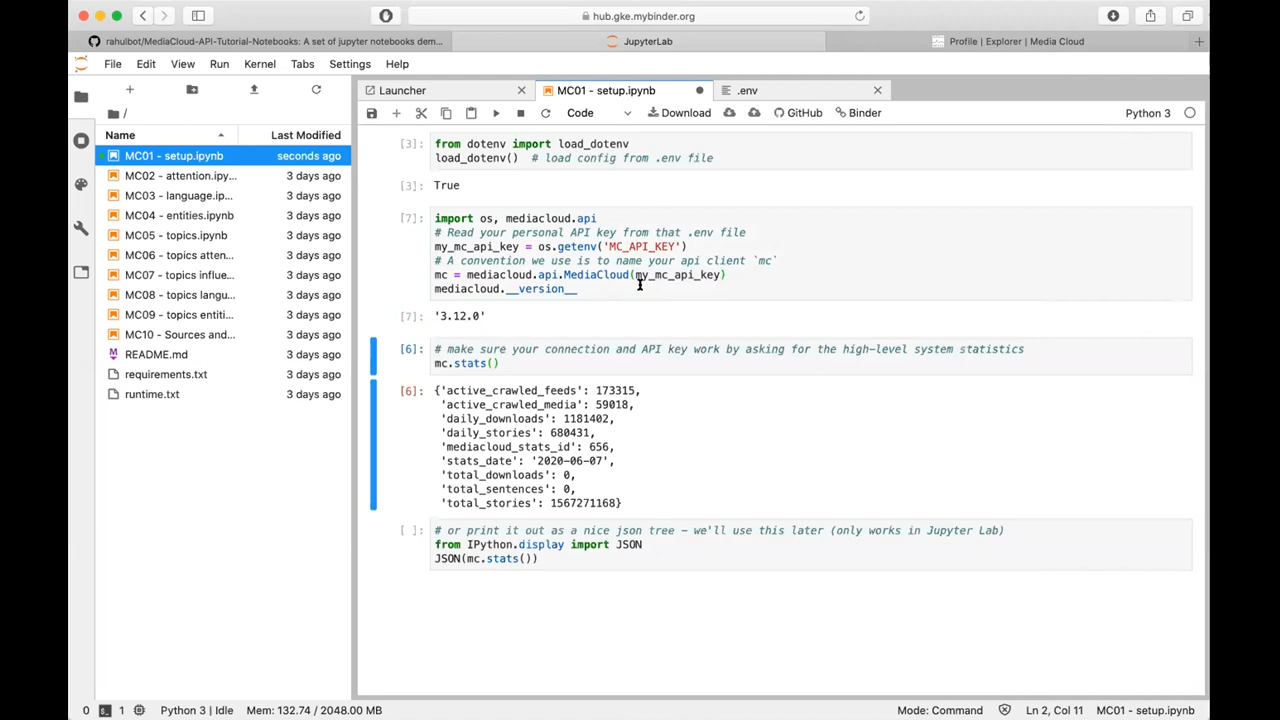 hub.gke.mybinder.org
rahulbot/MediaCloud-API-Tutorial-Notebooks: A set of jupyter notebooks dem...
JupyterLab
Profile | Explorer | Media Cloud
File Edit View Run Kernel Tabs Settings Help
Launcher
MC01 - setup.ipynb
.env
Code
Download
GitHub
Binder
Python 3
/
Name Last Modified
MC01 - setup.ipynb seconds ago
MC02 - attention.ipy... 3 days ago
MC03 - language.ip... 3 days ago
MC04 - entities.ipynb 3 days ago
MC05 - topics.ipynb 3 days ago
MC06 - topics atten... 3 days ago
MC07 - topics influe... 3 days ago
MC08 - topics langu... 3 days ago
MC09 - topics entiti... 3 days ago
MC10 - Sources and... 3 days ago
README.md 3 days ago
requirements.txt 3 days ago
runtime.txt 3 days ago
[3]: from dotenv import load_dotenv
load_dotenv()  # load config from .env file
[3]: True
[7]: import os, mediacloud.api
# Read your personal API key from that .env file
my_mc_api_key = os.getenv('MC_API_KEY')
# A convention we use is to name your api client `mc`
mc = mediacloud.api.MediaCloud(my_mc_api_key)
mediacloud.__version__
[7]: '3.12.0'
[6]: # make sure your connection and API key work by asking for the high-level system statistics
mc.stats()
[6]: {'active_crawled_feeds': 173315,
'active_crawled_media': 59018,
'daily_downloads': 1181402,
'daily_stories': 680431,
'mediacloud_stats_id': 656,
'stats_date': '2020-06-07',
'total_downloads': 0,
'total_sentences': 0,
'total_stories': 1567271168}
[ ]: # or print it out as a nice json tree – we'll use this later (only works in Jupyter Lab)
from IPython.display import JSON
JSON(mc.stats())
0 1 Python 3 | Idle Mem: 132.74 / 2048.00 MB Mode: Command Ln 2, Col 11 MC01 - setup.ipynb